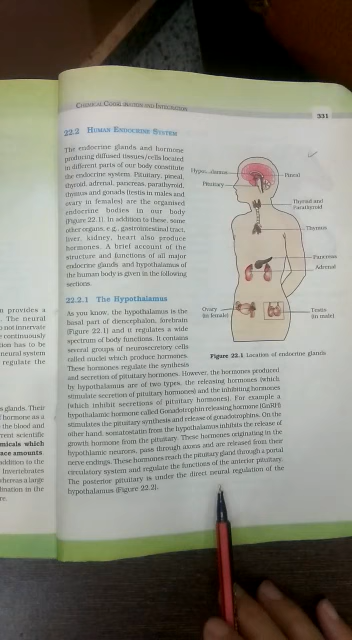 CHEMICAL COORDINATION AND INTEGRATION
331
22.2 HUMAN ENDOCRINE SYSTEM
The endocrine glands and hormone
producing diffused tissues/cells located
in different parts of our body constitute
the endocrine system. Pituitary, pineal,
thyroid, adrenal, pancreas, parathyroid,
thymus and gonads (testis in males and
ovary in females) are the organised
endocrine bodies in our body
(Figure 22.1). In addition to these, some
other organs, e.g., gastrointestinal tract,
liver, kidney, heart also produce
hormones. A brief account of the
structure and functions of all major
endocrine glands and hypothalamus of
the human body is given in the following
sections.
22.2.1 The Hypothalamus
As you know, the hypothalamus is the
basal part of diencephalon, forebrain
(Figure 22.1) and it regulates a wide
spectrum of body functions. It contains
several groups of neurosecretory cells
called nuclei which produce hormones.
These hormones regulate the synthesis
and secretion of pituitary hormones. However, the hormones produced
by hypothalamus are of two types, the releasing hormones (which
stimulate secretion of pituitary hormones) and the inhibiting hormones
(which inhibit secretions of pituitary hormones). For example a
hypothalamic hormone called Gonadotrophin releasing hormone (GnRH)
stimulates the pituitary synthesis and release of gonadotrophins. On the
other hand, somatostatin from the hypothalamus inhibits the release of
growth hormone from the pituitary. These hormones originating in the
hypothalamic neurons, pass through axons and are released from their
nerve endings. These hormones reach the pituitary gland through a portal
circulatory system and regulate the functions of the anterior pituitary.
The posterior pituitary is under the direct neural regulation of the
hypothalamus (Figure 22.2).
Pineal
Pituitary
Thyroid and
Parathyroid
Thymus
Pancreas
Adrenal
Ovary
(in female)
Testis
(in male)
Figure 22.1 Location of endocrine glands
n provides a
. The neural
o not innervate
continuously
tion has to be
neural system
regulate the
s glands. Their
f hormone as a
the blood and
rrent scientific
micals which
ace amounts.
addition to the
Invertebrates
whereas a large
dination in the
re.